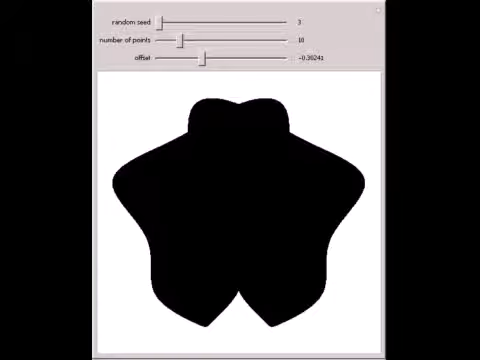 random seed 3
number of points 10
offset -0.30241